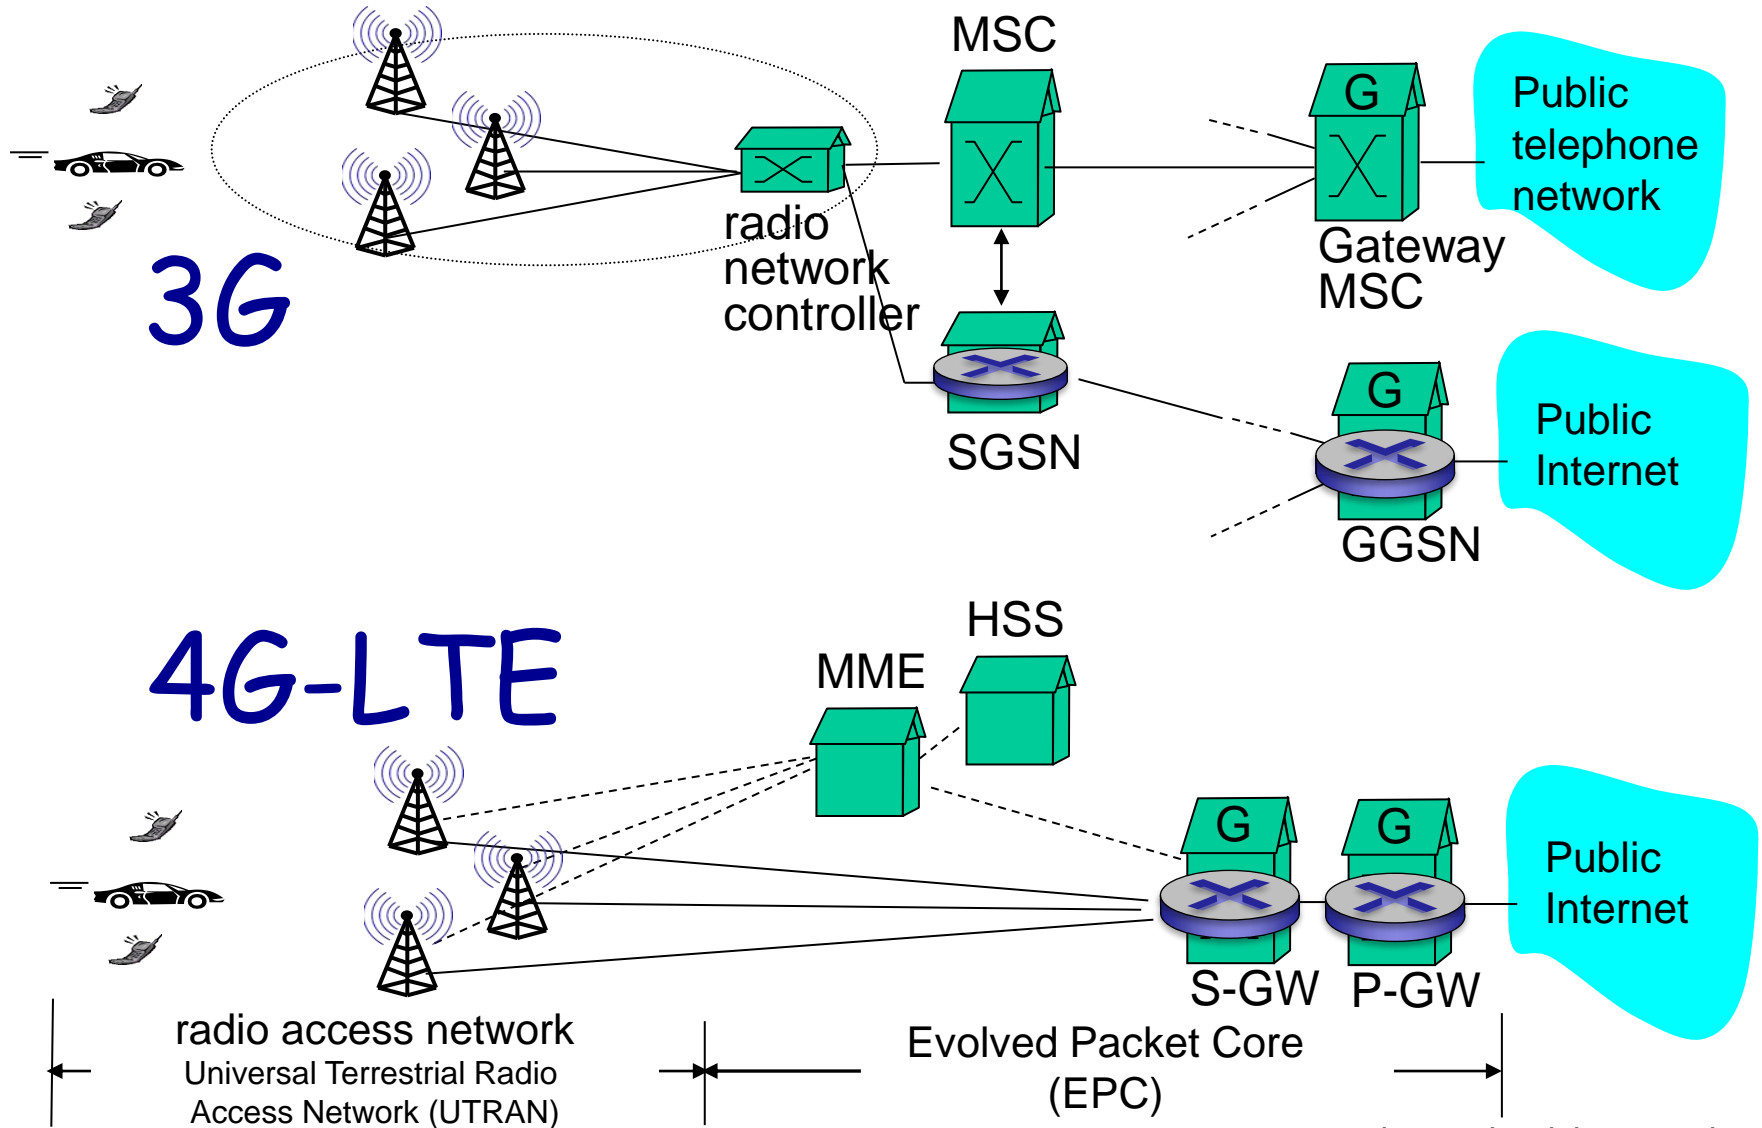 MSC
G
Public
telephone
network
radio
network
controller
Gateway
MSC
3G
SGSN
G
Public
Internet
GGSN
4G-LTE
HSS
MME
G
G
Public
Internet
S-GW
P-GW
radio access network
Universal Terrestrial Radio
Access Network (UTRAN)
Evolved Packet Core
(EPC)